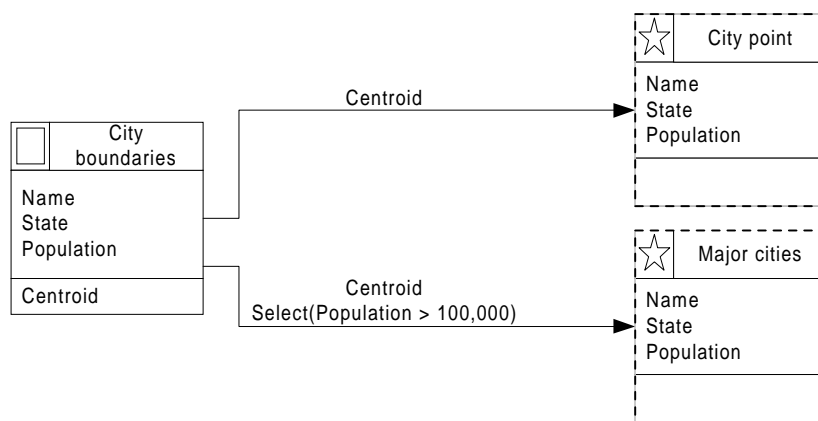 City
boundaries
Name
State
Population
Centroid
Centroid
City point
Name
State
Population
Centroid
Select(Population > 100,000)
Major cities
Name
State
Population